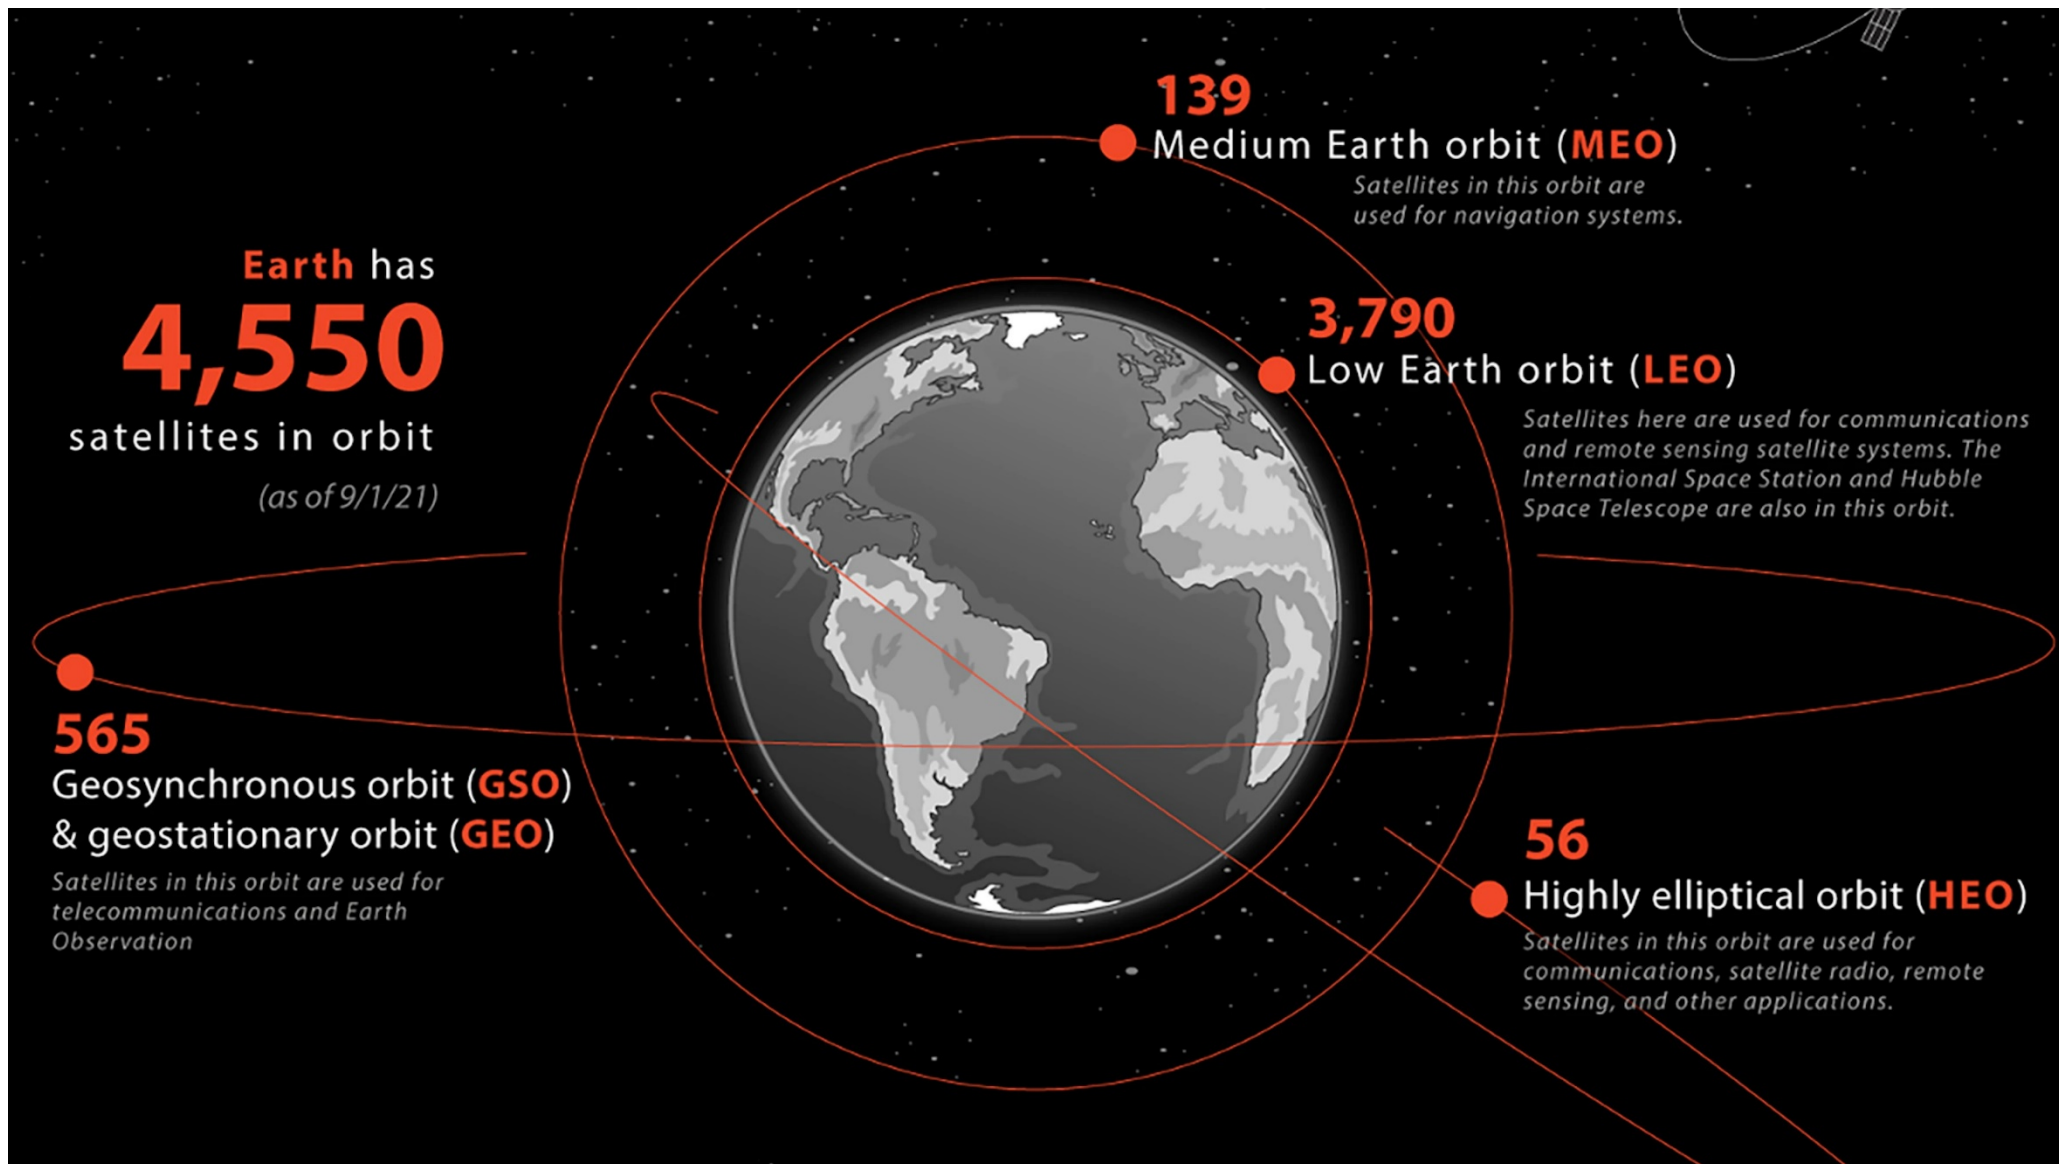 139
Medium Earth orbit (MEO)
Satellites in this orbit are
used for navigation systems.
Earth has
4,550
satellites in orbit
(as of 9/1/21)
3,790
Low Earth orbit (LEO)
Satellites here are used for communications
and remote sensing satellite systems. The
International Space Station and Hubble
Space Telescope are also in this orbit.
565
Geosynchronous orbit (GSO)
& geostationary orbit (GEO)
Satellites in this orbit are used for
telecommunications and Earth
Observation
56
Highly elliptical orbit (HEO)
Satellites in this orbit are used for
communications, satellite radio, remote
sensing, and other applications.